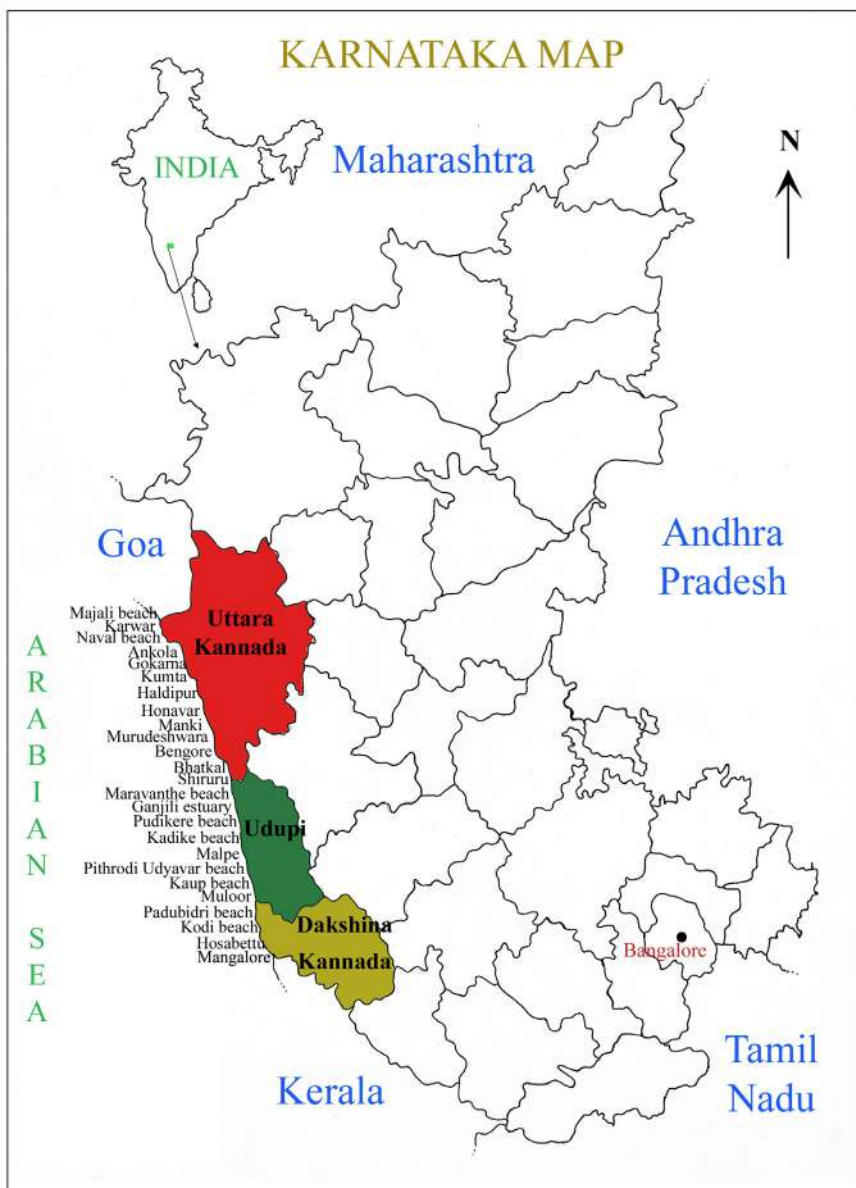 KARNATAKA MAP
INDIA
Maharashtra
N
Goa
Andhra
Pradesh
Uttara
Kannada
Majali beach
Karwar
Naval beach
Ankola
Gokarna
Kumta
Haldipur
Honavar
Manki
Murudeshwara
Bengore
Bhatkal
Shiruru
Maravanthe beach
Ganjili estuary
Pudikere beach
Kadike beach
Malpe
Pithrodi Udyavar beach
Kaup beach
Muloor
Padubidri beach
Kodi beach
Hosabettu
Mangalore
Udupi
Dakshina
Kannada
ARABIAN SEA
Bangalore
Kerala
Tamil
Nadu